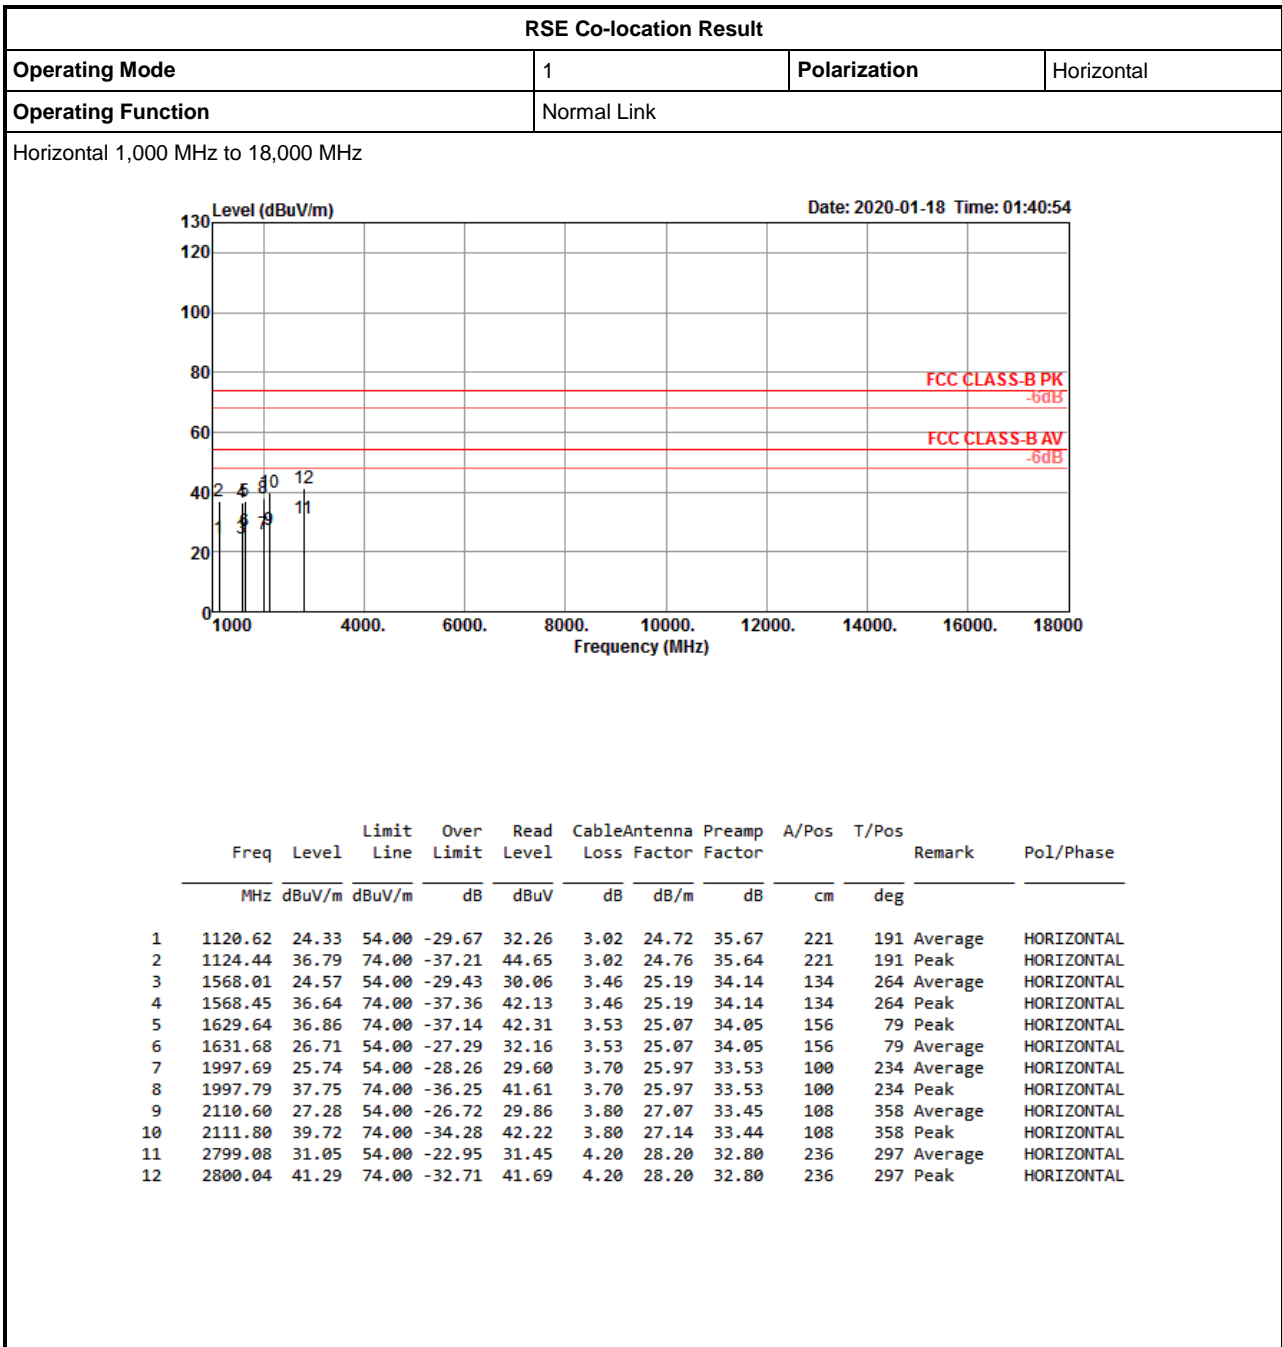 RSE Co-location Result
Operating Mode 1 Polarization Horizontal
Operating Function Normal Link
Horizontal 1,000 MHz to 18,000 MHz
Level (dBuV/m) Date: 2020-01-18 Time: 01:40:54
130
120
100
80
FCC CLASS-B PK
-6dB
60
FCC CLASS-B AV
-6dB
12
2 4 5 8 10
40
11
1 3 6 7 9
20
0
1000 4000. 6000. 8000. 10000. 12000. 14000. 16000. 18000
Frequency (MHz)
Limit Over Read CableAntenna Preamp A/Pos T/Pos
Freq Level Line Limit Level Loss Factor Factor Remark Pol/Phase
MHz dBuV/m dBuV/m dB dBuV dB dB/m dB cm deg
1 1120.62 24.33 54.00 -29.67 32.26 3.02 24.72 35.67 221 191 Average HORIZONTAL
2 1124.44 36.79 74.00 -37.21 44.65 3.02 24.76 35.64 221 191 Peak HORIZONTAL
3 1568.01 24.57 54.00 -29.43 30.06 3.46 25.19 34.14 134 264 Average HORIZONTAL
4 1568.45 36.64 74.00 -37.36 42.13 3.46 25.19 34.14 134 264 Peak HORIZONTAL
5 1629.64 36.86 74.00 -37.14 42.31 3.53 25.07 34.05 156 79 Peak HORIZONTAL
6 1631.68 26.71 54.00 -27.29 32.16 3.53 25.07 34.05 156 79 Average HORIZONTAL
7 1997.69 25.74 54.00 -28.26 29.60 3.70 25.97 33.53 100 234 Average HORIZONTAL
8 1997.79 37.75 74.00 -36.25 41.61 3.70 25.97 33.53 100 234 Peak HORIZONTAL
9 2110.60 27.28 54.00 -26.72 29.86 3.80 27.07 33.45 108 358 Average HORIZONTAL
10 2111.80 39.72 74.00 -34.28 42.22 3.80 27.14 33.44 108 358 Peak HORIZONTAL
11 2799.08 31.05 54.00 -22.95 31.45 4.20 28.20 32.80 236 297 Average HORIZONTAL
12 2800.04 41.29 74.00 -32.71 41.69 4.20 28.20 32.80 236 297 Peak HORIZONTAL